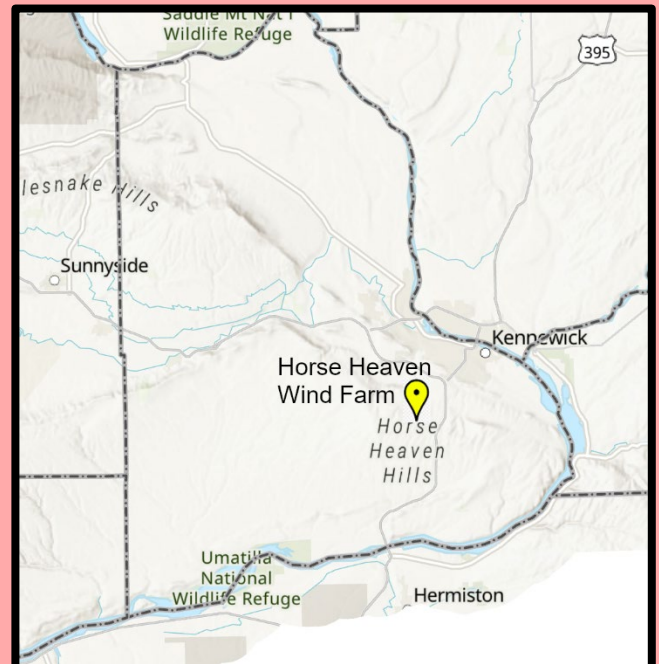 Saddle Mt Nat'l
Wildlife Refuge
395
lesnake Hills
Sunnyside
Kennewick
Horse Heaven
Wind Farm
Horse
Heaven
Hills
Umatilla
National
Wildlife Refuge
Hermiston